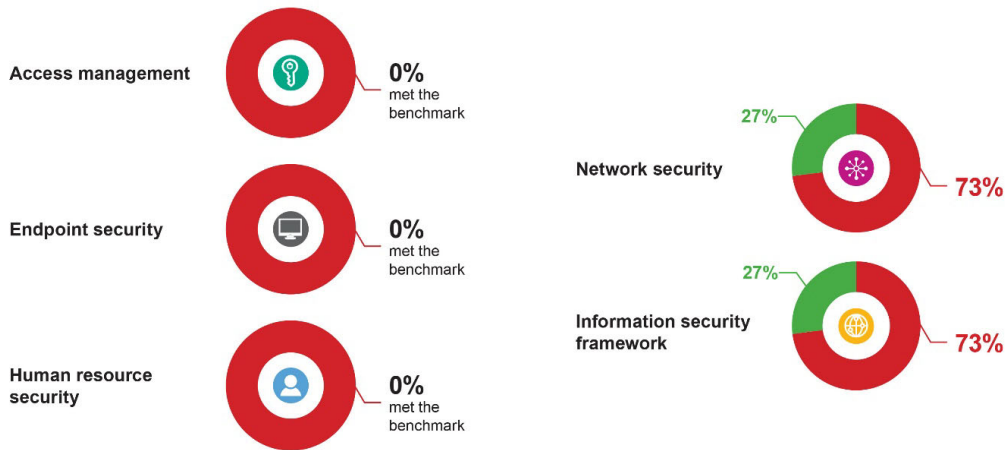 Access management
0%
met the
benchmark
Endpoint security
0%
met the
benchmark
Human resource
security
0%
met the
benchmark
27%
Network security
73%
27%
Information security
framework
73%